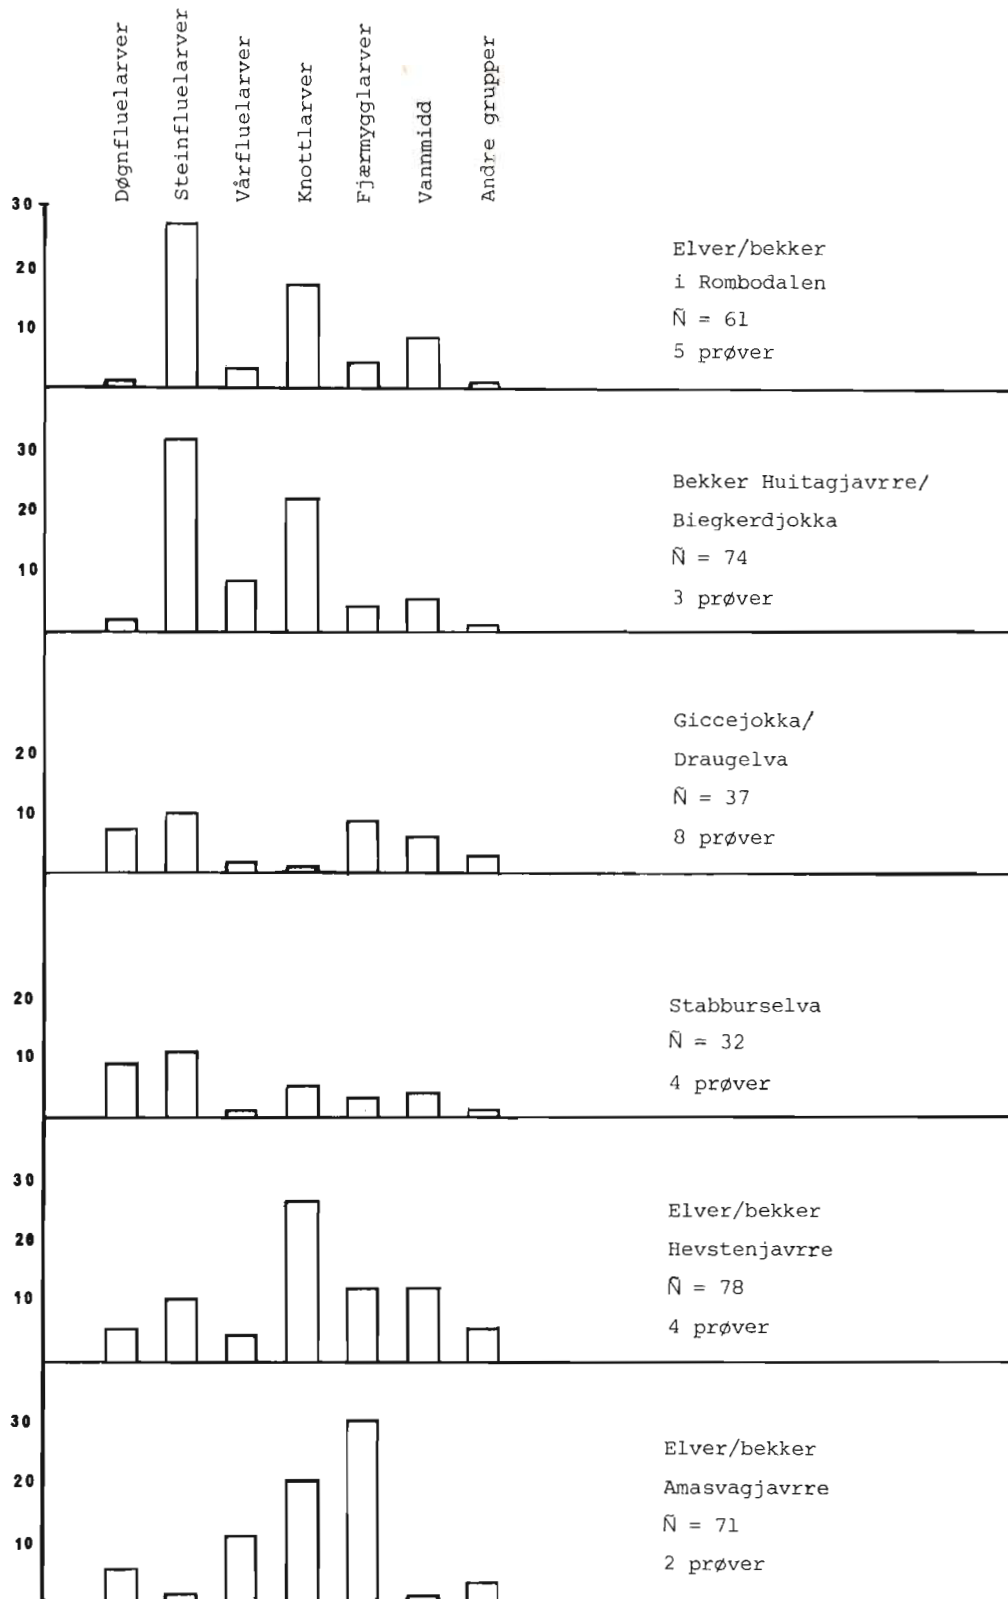 Døgnfluelarver
Steinfluelarver
Vårfluelarver
Knottlarver
Fjærmygglarver
Vannmidd
Andre grupper
30
20
10
Elver/bekker
i Rombodalen
Ñ = 61
5 prøver
30
20
10
Bekker Huitagjavrre/
Biegkerdjokka
Ñ = 74
3 prøver
20
10
Giccejokka/
Draugelva
Ñ = 37
8 prøver
20
10
Stabburselva
Ñ = 32
4 prøver
30
20
10
Elver/bekker
Hevstenjavrre
Ñ = 78
4 prøver
30
20
10
Elver/bekker
Amasvagjavrre
Ñ = 71
2 prøver